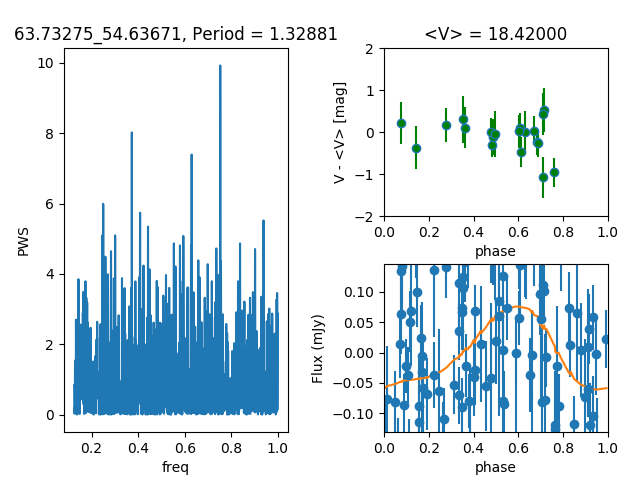 63.73275_54.63671, Period = 1.32881
<V> = 18.42000
PWS
10
8
6
4
2
0
0.2 0.4 0.6 0.8 1.0
freq
V - <V> [mag]
2
1
0
−1
−2
0.0 0.2 0.4 0.6 0.8 1.0
phase
Flux (mJy)
0.10
0.05
0.00
−0.05
−0.10
0.0 0.2 0.4 0.6 0.8 1.0
phase